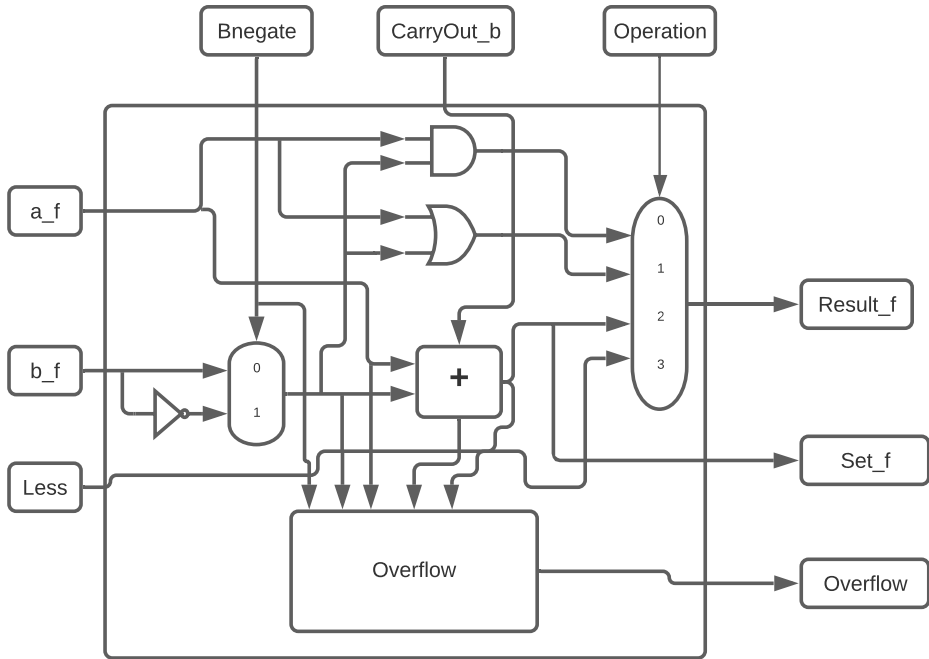 Bnegate
CarryOut_b
Operation
a_f
0
1
Result_f
2
b_f
0
3
+
1
Set_f
Less
Overflow
Overflow